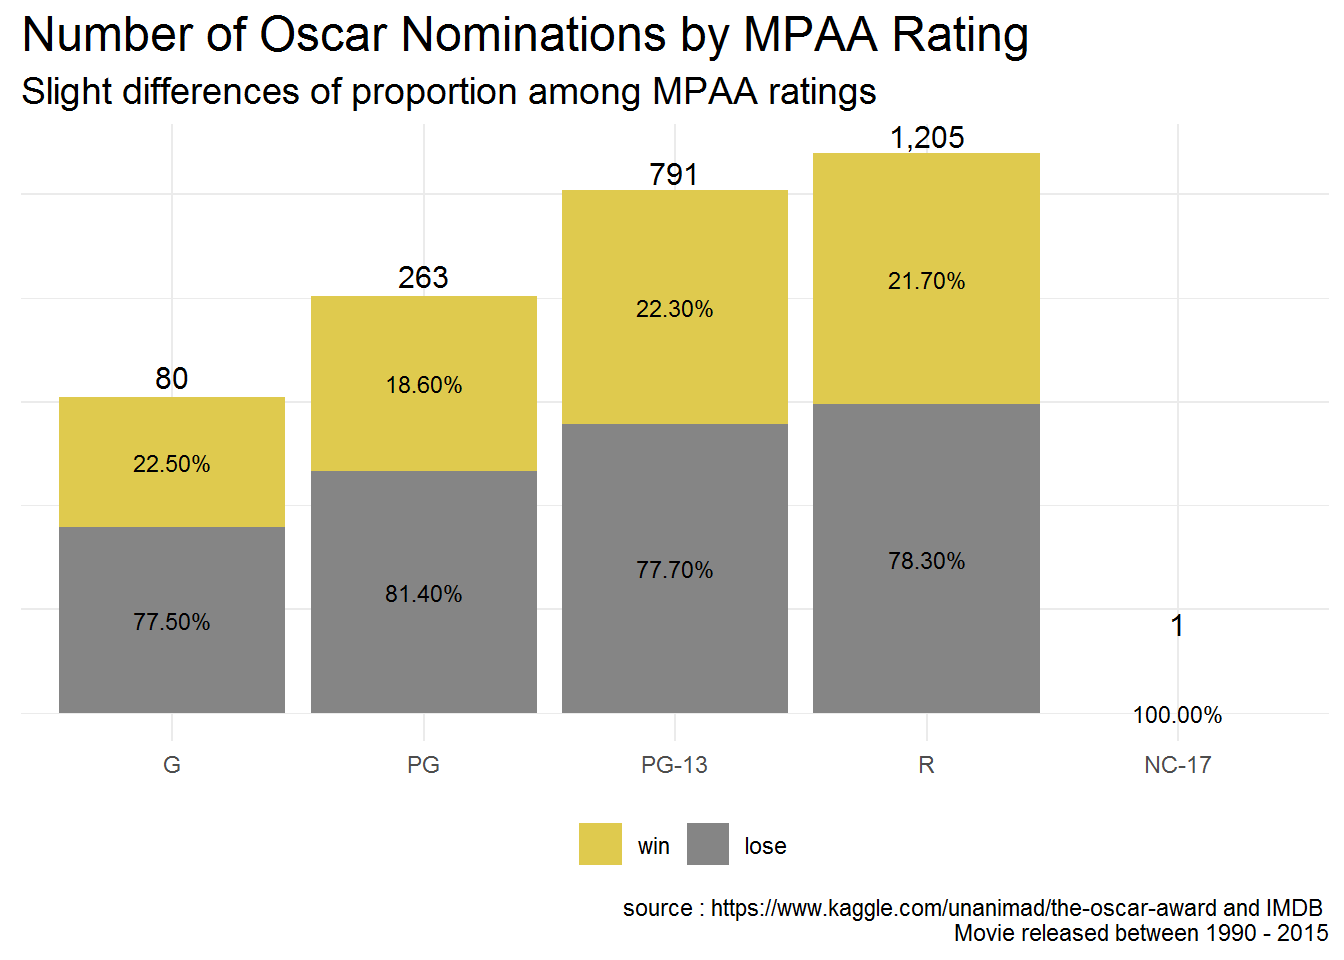 Number of Oscar Nominations by MPAA Rating
Slight differences of proportion among MPAA ratings
1,205
791
263
80
21.70%
22.30%
18.60%
22.50%
78.30%
77.70%
81.40%
77.50%
1
100.00%
G PG PG-13 R NC-17
win lose
source : https://www.kaggle.com/unanimad/the-oscar-award and IMDB
Movie released between 1990 - 2015